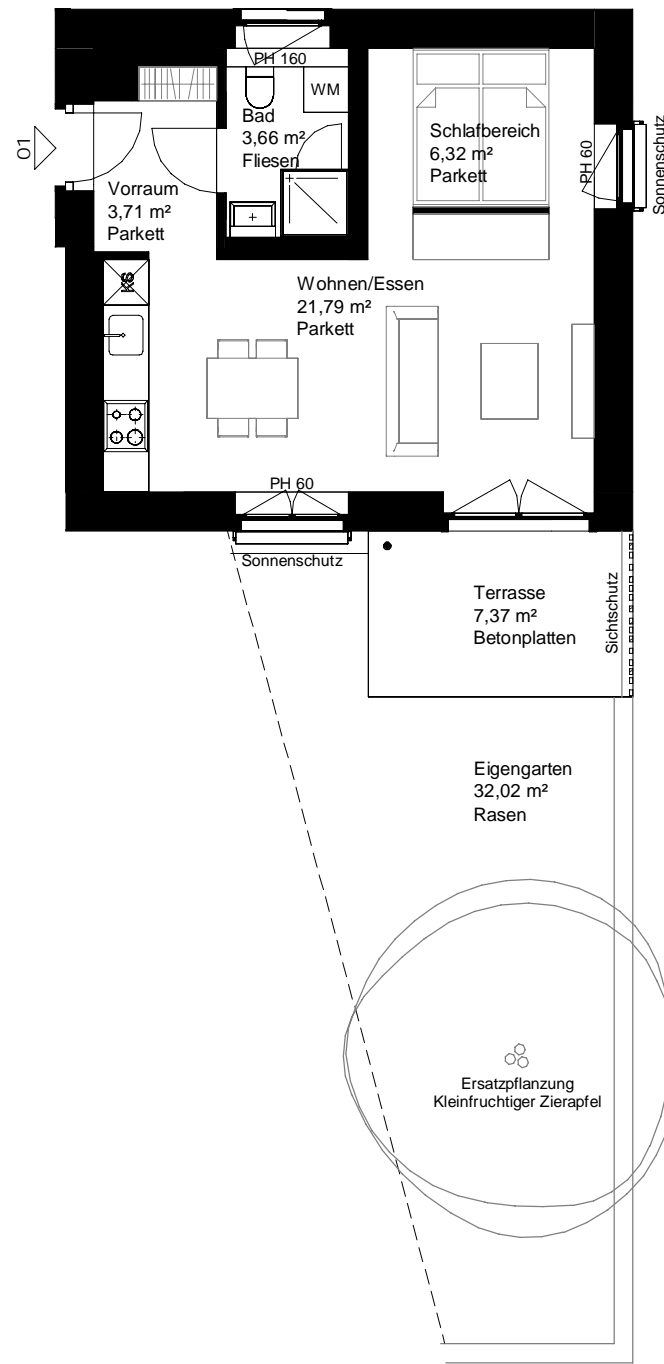 PH 160
WM
Bad
3,66 m²
Fliesen
Schlafbereich
6,32 m²
Parkett
PH 60
Sonnenschutz
01
Vorraum
3,71 m²
Parkett
KS
Wohnen/Essen
21,79 m²
Parkett
PH 60
Sonnenschutz
Terrasse
7,37 m²
Betonplatten
Sichtschutz
Eigengarten
32,02 m²
Rasen
Ersatzpflanzung
Kleinfruchtiger Zierapfel